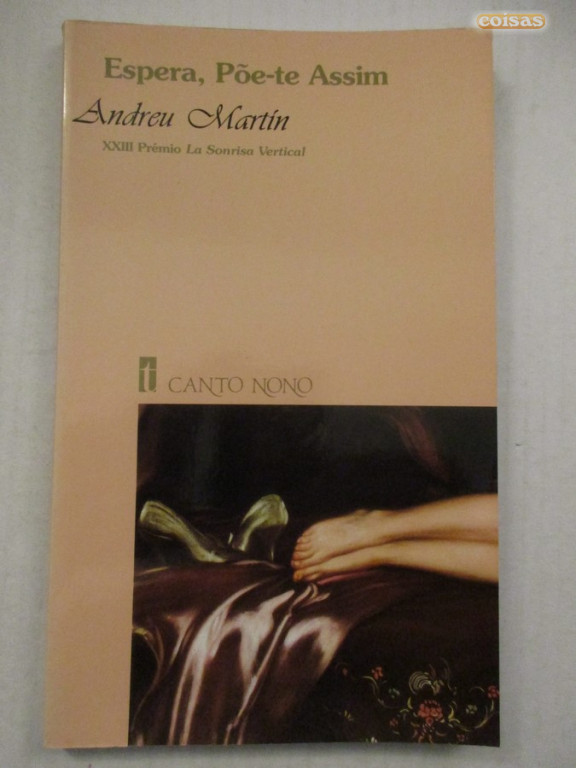 coisas
Espera, Põe-te Assim
Andreu Martín
XXIII Prémio La Sonrisa Vertical
t CANTO NONO